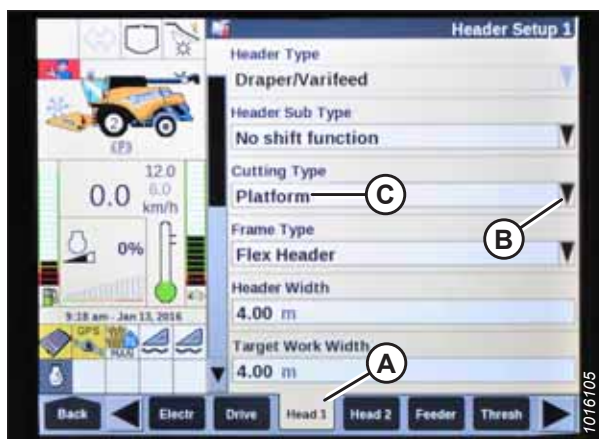 Header Setup 1
Header Type
Draper/Varifeed
Header Sub Type
No shift function
Cutting Type
Platform
C
B
Frame Type
Flex Header
Header Width
4.00 m
Target Work Width
A
4.00 m
2
(P)
0.0
12.0
6.0
km/h
0%
9:18 am - Jan 13, 2016
GPS
Back
Electr
Drive
Head 1
Head 2
Feeder
Thresh
1016105